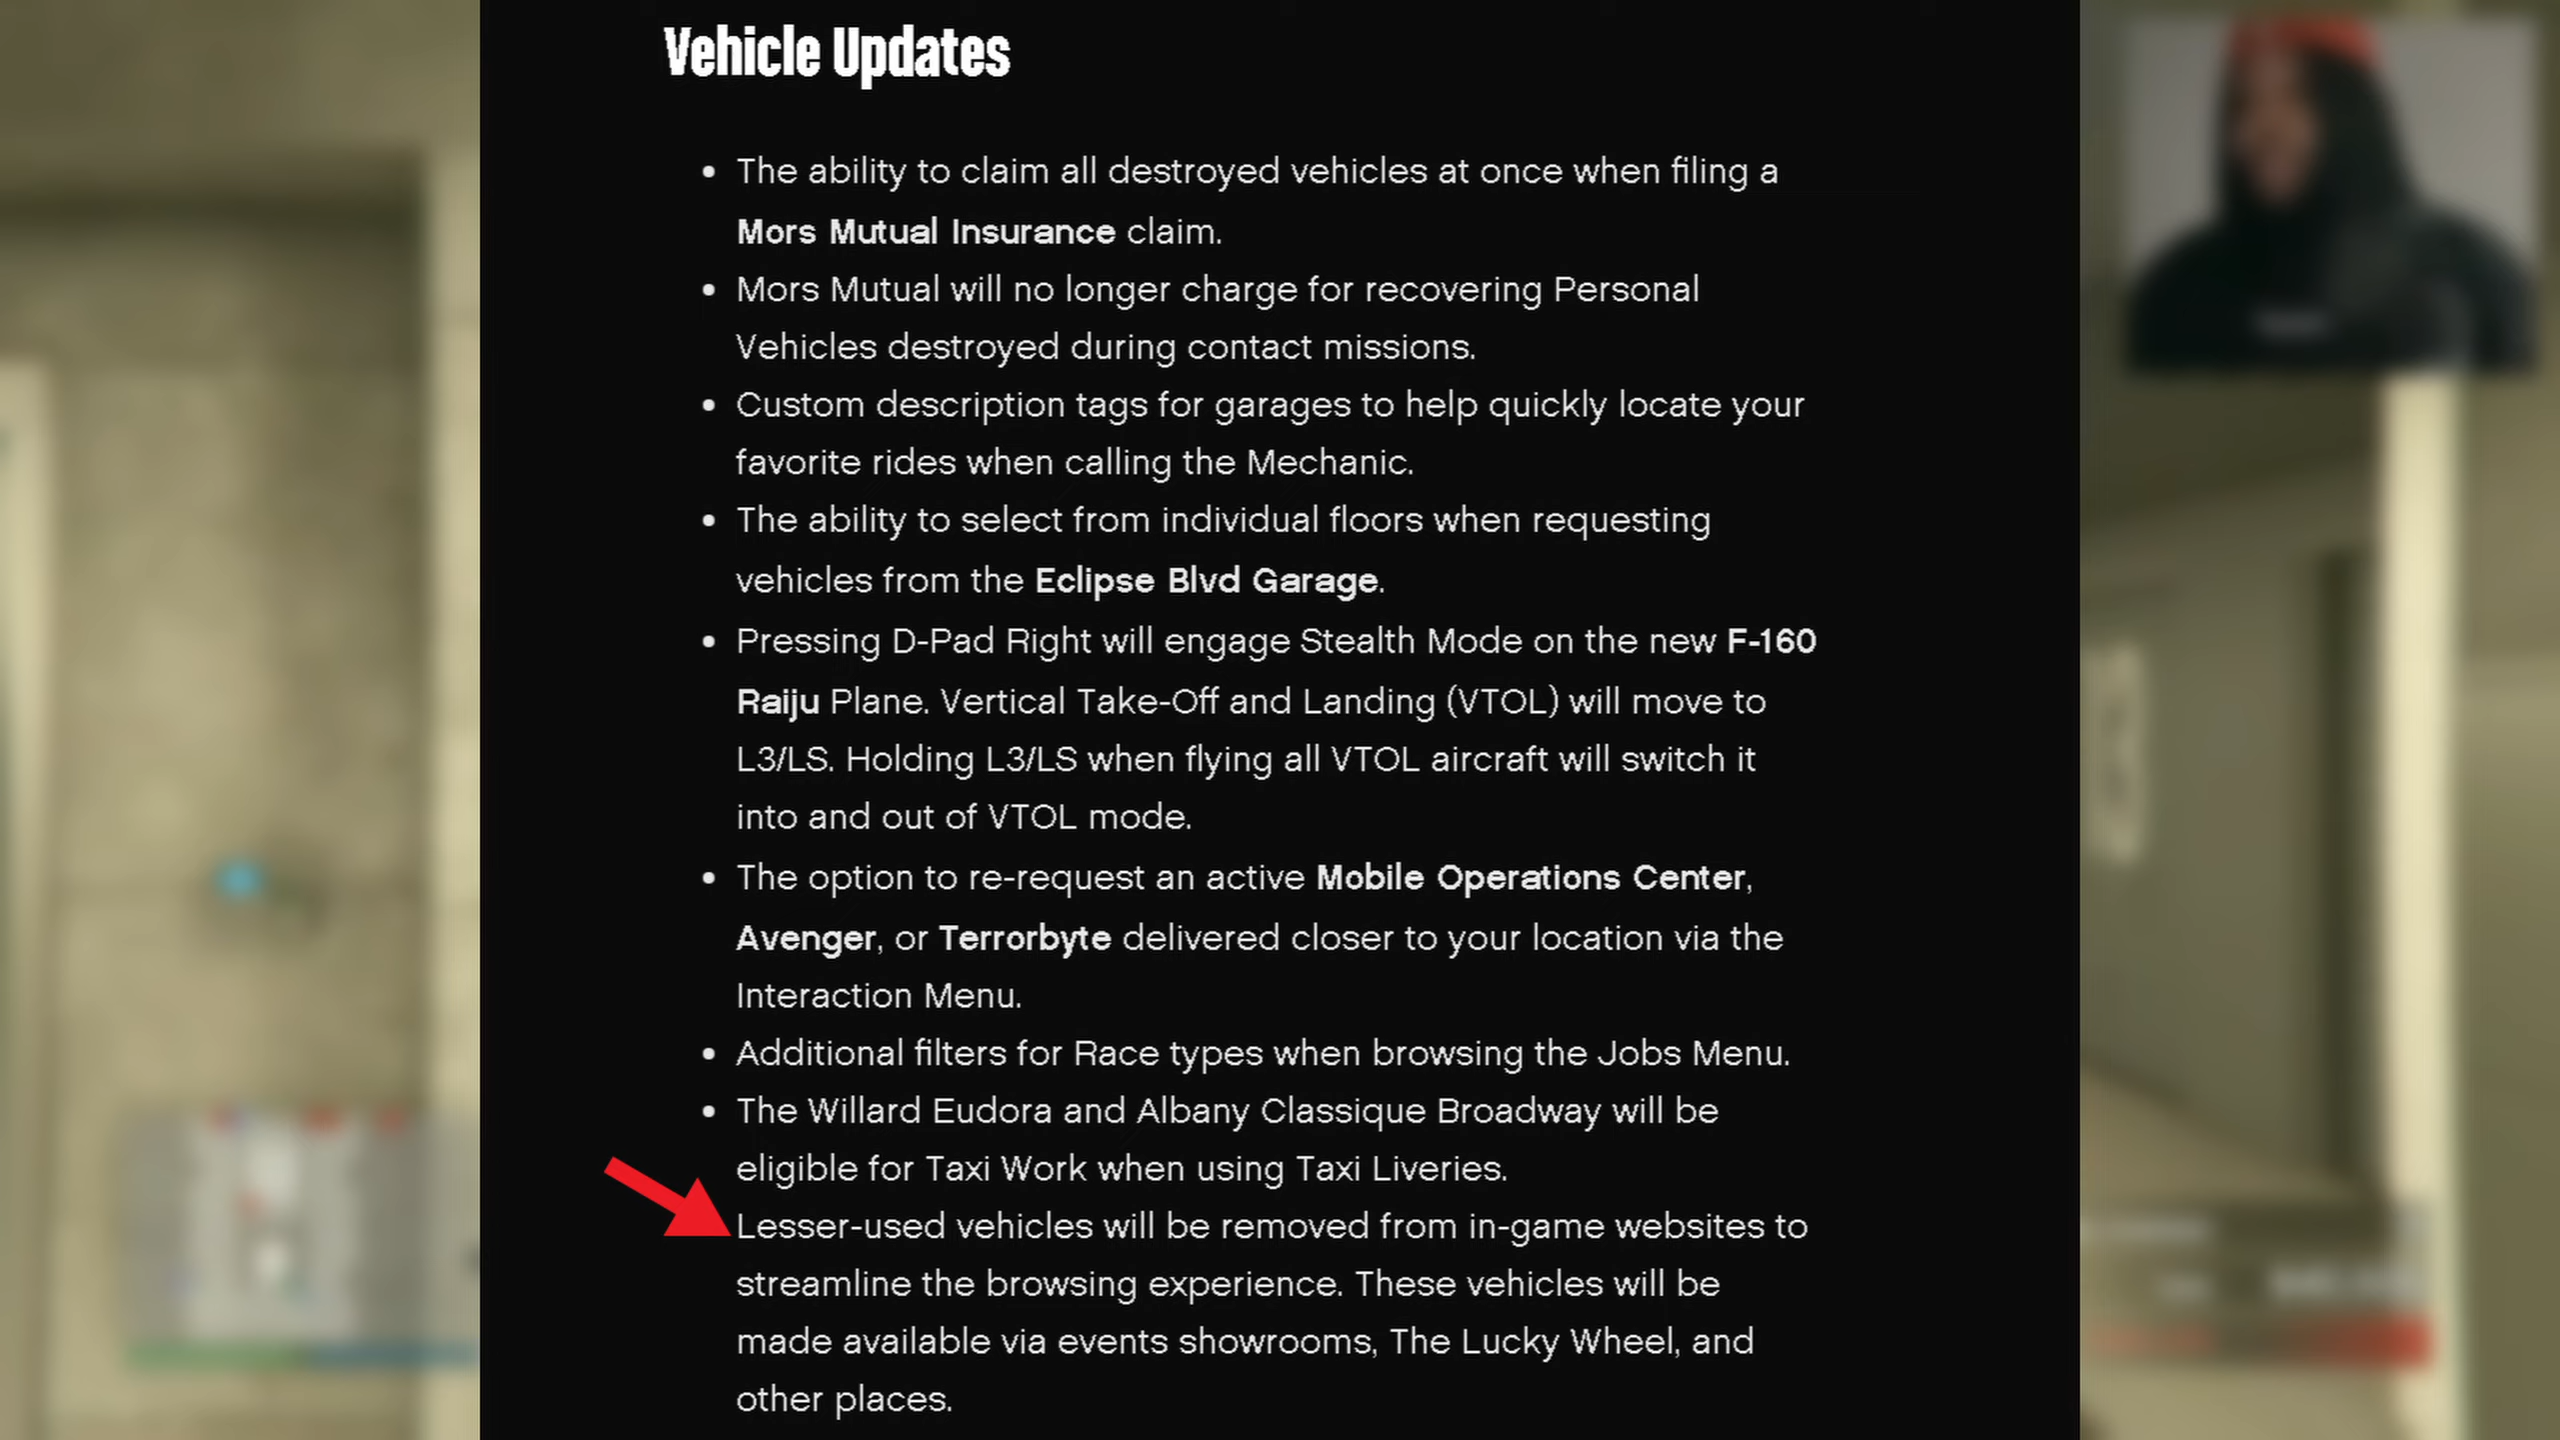 Vehicle Updates
The ability to claim all destroyed vehicles at once when filing a
Mors Mutual Insurance claim.
Mors Mutual will no longer charge for recovering Personal
Vehicles destroyed during contact missions.
Custom description tags for garages to help quickly locate your
favorite rides when calling the Mechanic.
The ability to select from individual floors when requesting
vehicles from the Eclipse Blvd Garage.
Pressing D-Pad Right will engage Stealth Mode on the new F-160
Raiju Plane. Vertical Take-Off and Landing (VTOL) will move to
L3/LS. Holding L3/LS when flying all VTOL aircraft will switch it
into and out of VTOL mode.
The option to re-request an active Mobile Operations Center,
Avenger, or Terrorbyte delivered closer to your location via the
Interaction Menu.
Additional filters for Race types when browsing the Jobs Menu.
The Willard Eudora and Albany Classique Broadway will be
eligible for Taxi Work when using Taxi Liveries.
Lesser-used vehicles will be removed from in-game websites to
streamline the browsing experience. These vehicles will be
made available via events showrooms, The Lucky Wheel, and
other places.